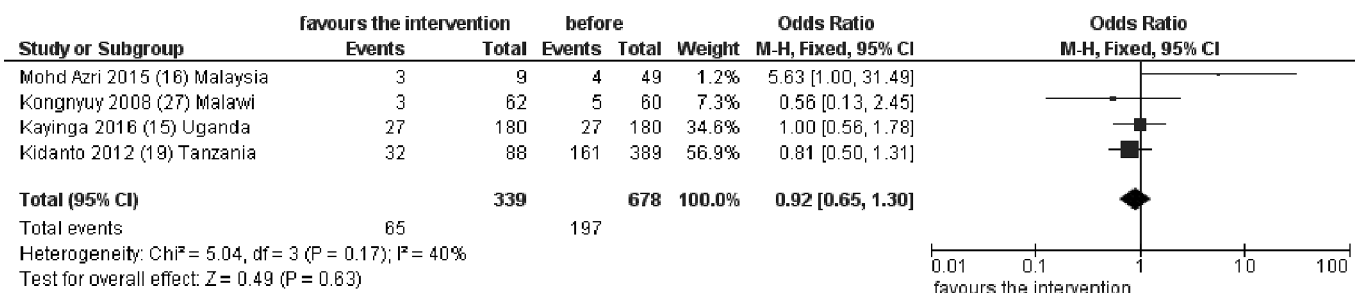 favours the intervention before Odds Ratio Odds Ratio
Study or Subgroup Events Total Events Total Weight M-H, Fixed, 95% CI M-H, Fixed, 95% CI
Mohd Azri 2015 (16) Malaysia 3 9 4 49 1.2% 5.63 [1.00, 31.49]
Kongnyuy 2008 (27) Malawi 3 62 5 60 7.3% 0.56 [0.13, 2.45]
Kayinga 2016 (15) Uganda 27 180 27 180 34.6% 1.00 [0.56, 1.78]
Kidanto 2012 (19) Tanzania 32 88 161 389 56.9% 0.81 [0.50, 1.31]
Total (95% CI) 339 678 100.0% 0.92 [0.65, 1.30]
Total events 65 197
Heterogeneity: Chi² = 5.04, df = 3 (P = 0.17); I² = 40%
Test for overall effect: Z = 0.49 (P = 0.63)
0.01 0.1 1 10 100
favours the intervention